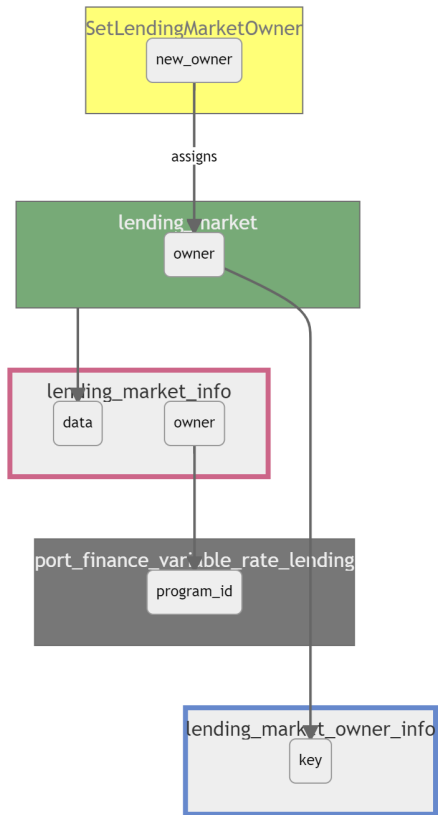 SetLendingMarketOwner
new_owner
assigns
lending_market
owner
lending_market_info
data
owner
port_finance_variable_rate_lending
program_id
lending_market_owner_info
key